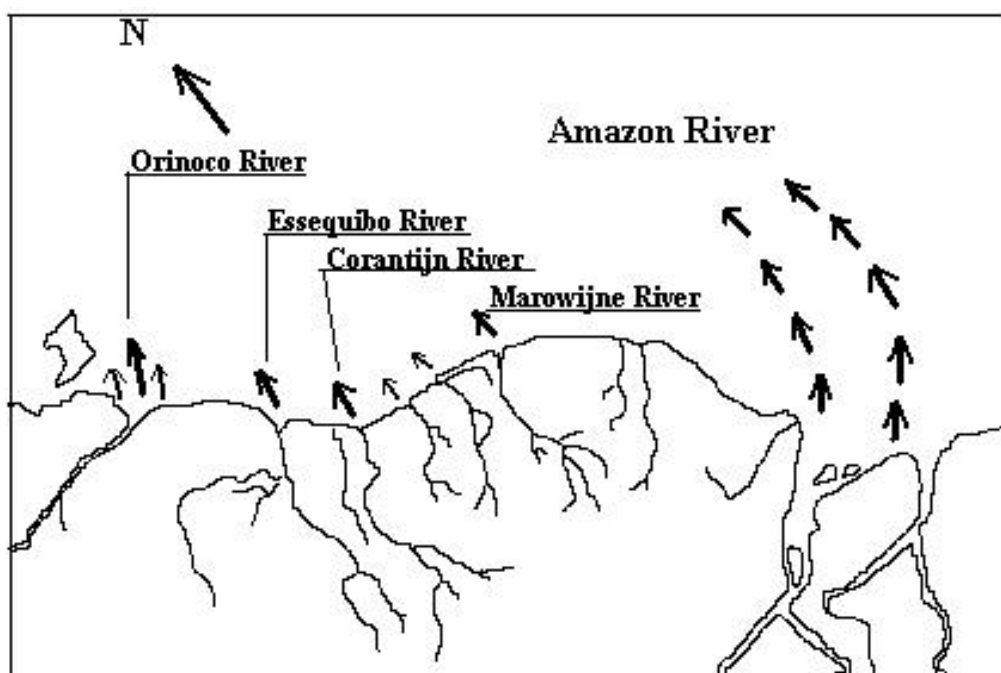 N
Amazon River
Orinoco River
Essequibo River
Corantijn River
Marowijne River